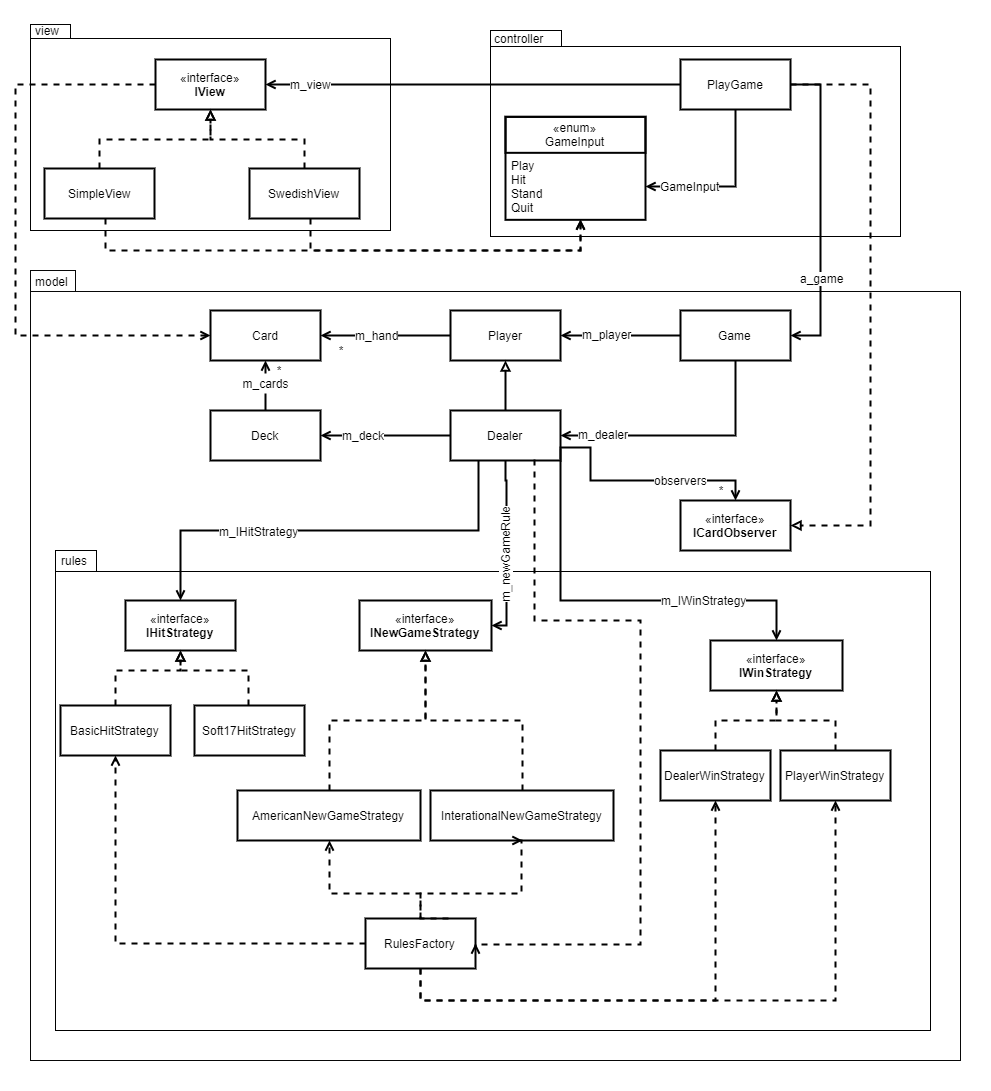 view
controller
«interface»
IView
m_view
PlayGame
«enum»
GameInput
Play
Hit
Stand
Quit
GameInput
SimpleView
SwedishView
model
a_game
Card
m_hand
*
Player
m_player
Game
*
m_cards
Deck
m_deck
Dealer
m_dealer
observers
*
«interface»
ICardObserver
m_IHitStrategy
m_newGameRule
rules
m_IWinStrategy
«interface»
IHitStrategy
«interface»
INewGameStrategy
«interface»
IWinStrategy
BasicHitStrategy
Soft17HitStrategy
DealerWinStrategy
PlayerWinStrategy
AmericanNewGameStrategy
InterationalNewGameStrategy
RulesFactory